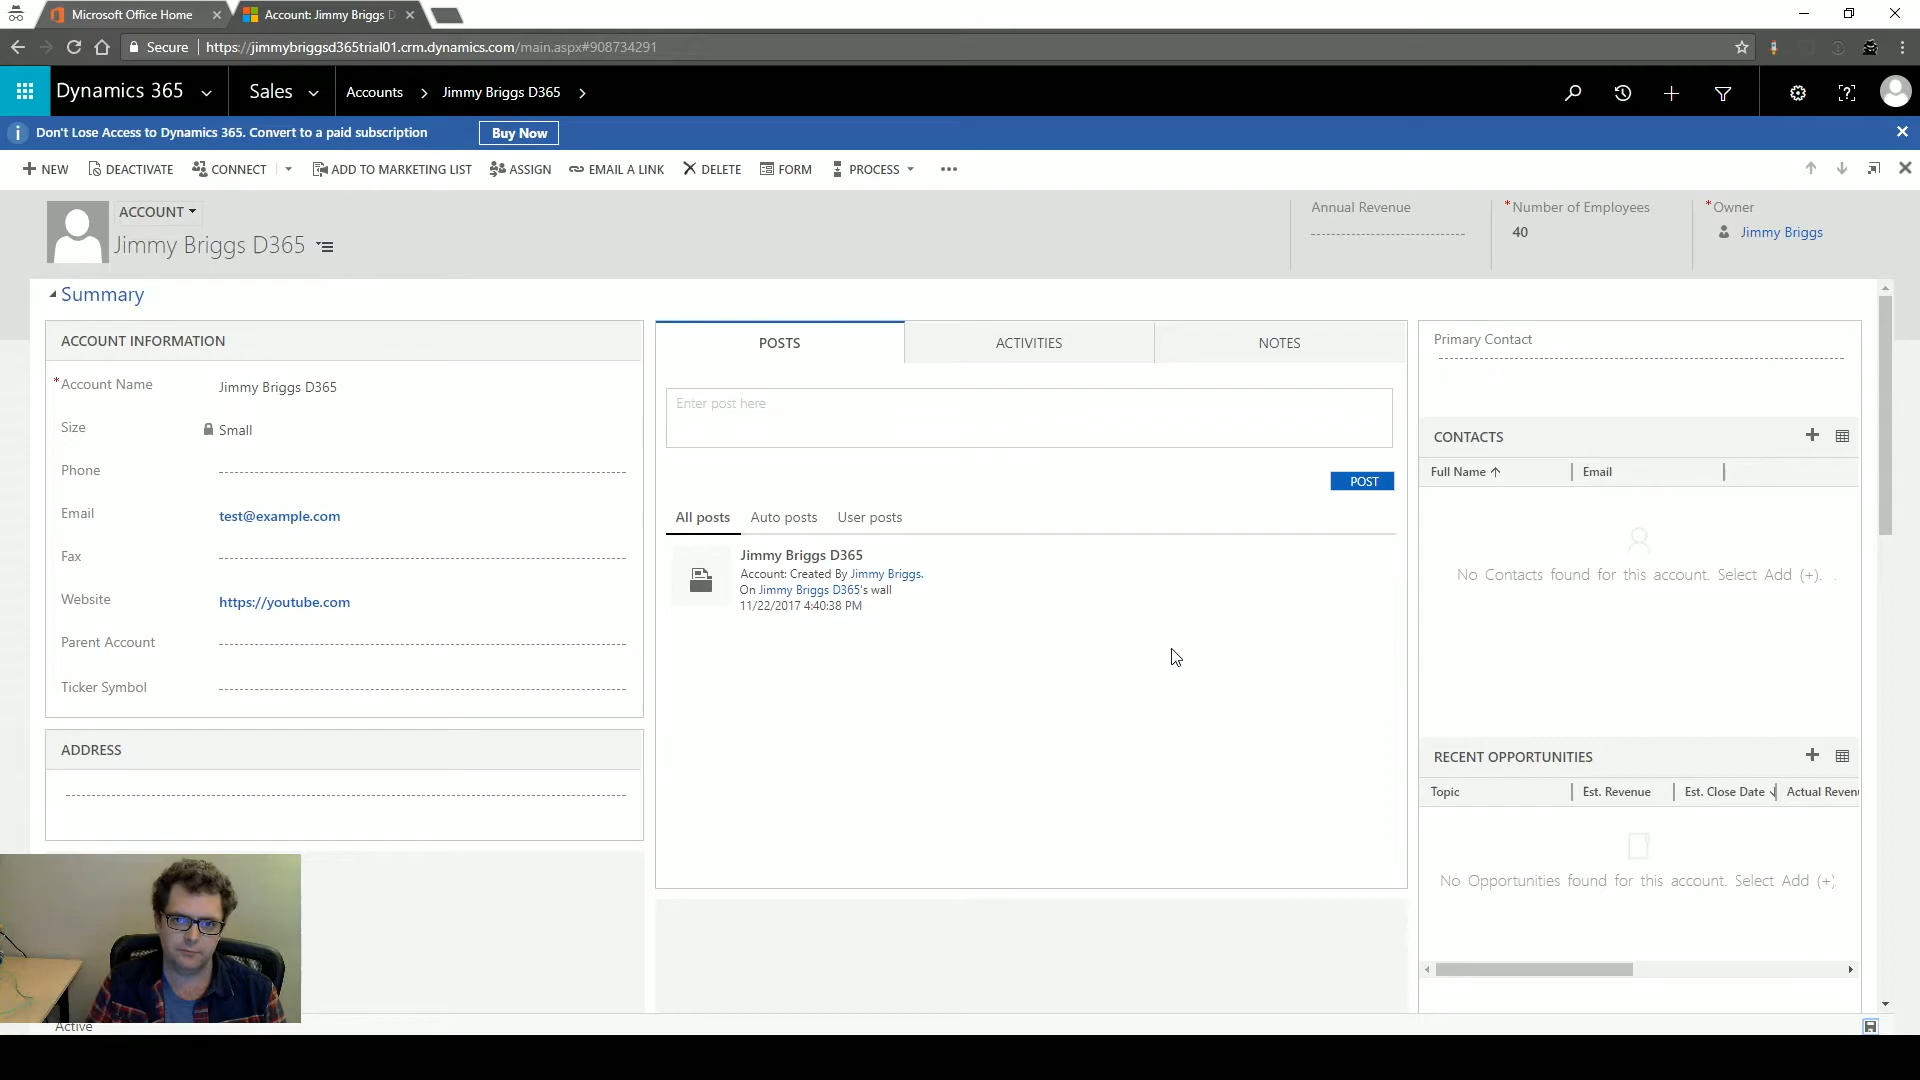 Microsoft Office Home
Account: Jimmy Briggs D
Secure
https://jimmybriggsd365trial01.crm.dynamics.com/main.aspx#908734291
Dynamics 365
Sales
Accounts
Jimmy Briggs D365
Don't Lose Access to Dynamics 365. Convert to a paid subscription
Buy Now
NEW
DEACTIVATE
CONNECT
ADD TO MARKETING LIST
ASSIGN
EMAIL A LINK
DELETE
FORM
PROCESS
ACCOUNT
Jimmy Briggs D365
Annual Revenue
*Number of Employees
40
*Owner
Jimmy Briggs
Summary
ACCOUNT INFORMATION
*Account Name
Jimmy Briggs D365
Size
Small
Phone
Email
test@example.com
Fax
Website
https://youtube.com
Parent Account
Ticker Symbol
ADDRESS
POSTS
ACTIVITIES
NOTES
Enter post here
POST
All posts
Auto posts
User posts
Jimmy Briggs D365
Account: Created By Jimmy Briggs.
On Jimmy Briggs D365's wall
11/22/2017 4:40:38 PM
Primary Contact
CONTACTS
Full Name
Email
No Contacts found for this account. Select Add (+). .
RECENT OPPORTUNITIES
Topic
Est. Revenue
Est. Close Date
Actual Revenu
No Opportunities found for this account. Select Add (+).
Active